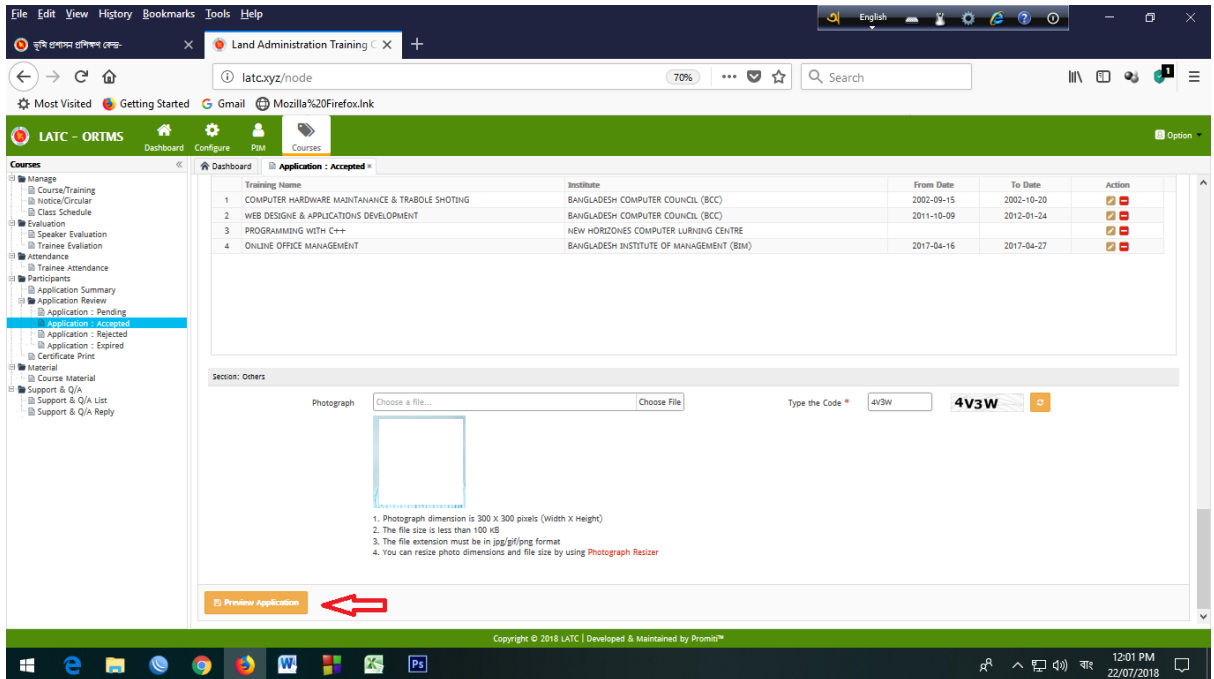 File Edit View History Bookmarks Tools Help
English
ভূমি প্রশাসন প্রশিক্ষণ কেন্দ্র-
Land Administration Training C
latc.xyz/node
70%
Search
Most Visited Getting Started Gmail Mozilla%20Firefox.lnk
LATC - ORTMS
Dashboard Configure PIM Courses
Option
Courses
Manage
Course/Training
Notice/Circular
Class Schedule
Evaluation
Speaker Evaluation
Trainee Evaliation
Attendance
Trainee Attendance
Participants
Application Summary
Application Review
Application : Pending
Application : Accepted
Application : Rejected
Application : Expired
Certificate Print
Material
Course Material
Support & Q/A
Support & Q/A List
Support & Q/A Reply
Dashboard Application : Accepted
Training Name Institute From Date To Date Action
1 COMPUTER HARDWARE MAINTANANCE & TRABOLE SHOTING BANGLADESH COMPUTER COUNCIL (BCC) 2002-09-15 2002-10-20
2 WEB DESIGNE & APPLICATIONS DEVELOPMENT BANGLADESH COMPUTER COUNCIL (BCC) 2011-10-09 2012-01-24
3 PROGRAMMING WITH C++ NEW HORIZONES COMPUTER LURNING CENTRE
4 ONLINE OFFICE MANAGEMENT BANGLADESH INSTITUTE OF MANAGEMENT (BIM) 2017-04-16 2017-04-27
Section: Others
Photograph Choose a file... Choose File Type the Code * 4V3W 4V3W
1. Photograph dimension is 300 X 300 pixels (Width X Height)
2. The file size is less than 100 KB
3. The file extension must be in jpg/gif/png format
4. You can resize photo dimensions and file size by using Photograph Resizer
Preview Application
Copyright © 2018 LATC | Developed & Maintained by Promiti™
বাং
12:01 PM
22/07/2018